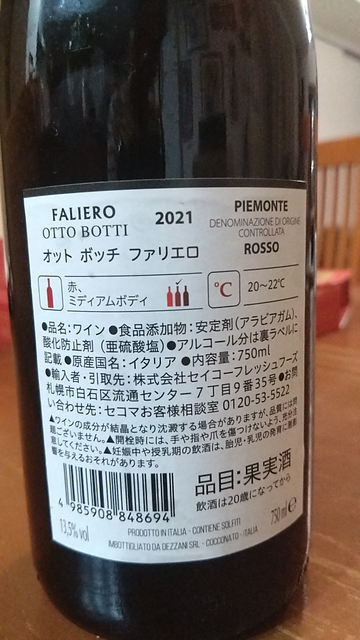 FALIERO
OTTO BOTTI
2021
PIEMONTE
DENOMINAZIONE DI ORIGINE
CONTROLLATA
ROSSO
オット ボッチ ファリエロ
赤、
ミディアムボディ
℃
20～22℃
●品名：ワイン ●食品添加物：安定剤（アラビアガム）、
酸化防止剤（亜硫酸塩）●アルコール分は裏ラベルに
記載 ●原産国名：イタリア ●内容量：750ml
●輸入者・引取先：株式会社セイコーフレッシュフーズ
札幌市白石区流通センター7丁目9番35号 ●お問
い合わせ先：セコマお客様相談室 0120-53-5522
▲ワインの成分が結晶となり沈澱する場合がありますが、品質には問
題ございません。▲開栓時には、手や指や爪を傷つけないよう、充分注
意してください。▲妊娠中や授乳期の飲酒は、胎児・乳児の発育に悪影
響を与えるおそれがあります。
品目：果実酒
飲酒は20歳になってから
4 985908 848694
13,5% vol
PRODOTTO IN ITALIA - CONTIENE SOLFITI
750 ml ℮
IMBOTTIGLIATO DA DEZZANI SRL - COCCONATO - ITALIA